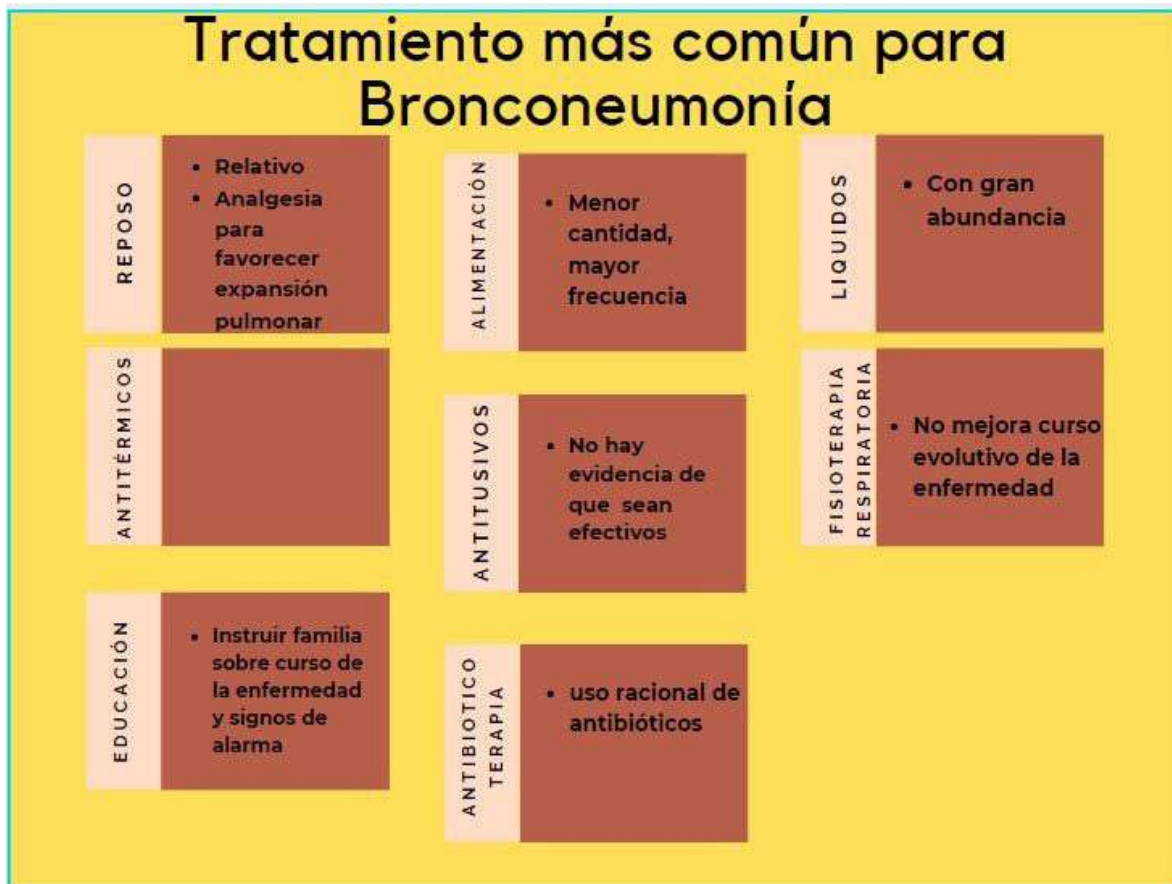 Tratamiento más común para
Bronconeumonía
REPOSO
• Relativo
• Analgesia
para
favorecer
expansión
pulmonar
ALIMENTACIÓN
• Menor
cantidad,
mayor
frecuencia
LIQUIDOS
• Con gran
abundancia
ANTITÉRMICOS
ANTITUSIVOS
• No hay
evidencia de
que sean
efectivos
FISIOTERAPIA
RESPIRATORIA
• No mejora curso
evolutivo de la
enfermedad
EDUCACIÓN
• Instruir familia
sobre curso de
la enfermedad
y signos de
alarma
ANTIBIOTICO
TERAPIA
• uso racional de
antibióticos